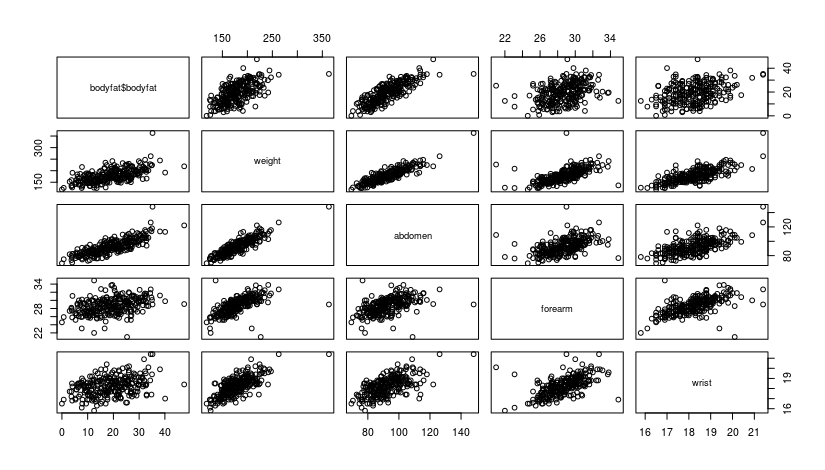 150 250 350
22 26 30 34
bodyfat$bodyfat
0 20 40
150 300
weight
abdomen
80 120
22 28 34
forearm
wrist
16 19
0 10 20 30 40
80 100 120 140
16 17 18 19 20 21